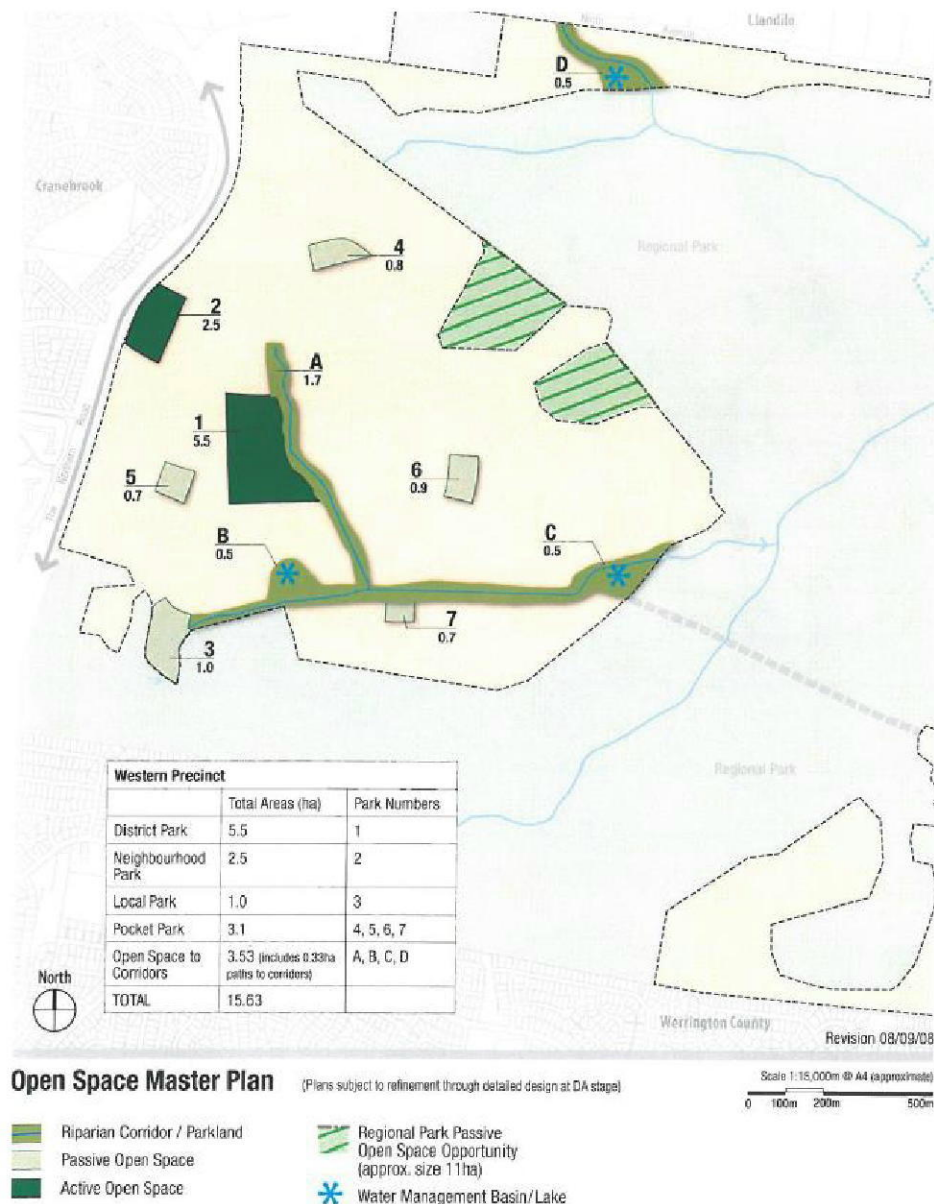 Llandilo
D
0.5
Cranebrook
Regional Park
4
0.8
2
2.5
A
1.7
1
5.5
5
0.7
6
0.9
The
Road
B
0.5
C
0.5
7
0.7
3
1.0
Regional Park
Western Precinct
Total Areas (ha) Park Numbers
District Park 5.5 1
Neighbourhood
Park 2.5 2
Local Park 1.0 3
Pocket Park 3.1 4, 5, 6, 7
Open Space to
Corridors 3.53 (includes 0.33ha
paths to corridors) A, B, C, D
TOTAL 15.63
North
Werrington County
Revision 08/09/08
Open Space Master Plan (Plans subject to refinement through detailed design at DA stage)
Scale 1:15,000m @ A4 (approximate)
0 100m 200m 500m
Riparian Corridor / Parkland
Passive Open Space
Active Open Space
Regional Park Passive
Open Space Opportunity
(approx. size 11ha)
Water Management Basin/Lake